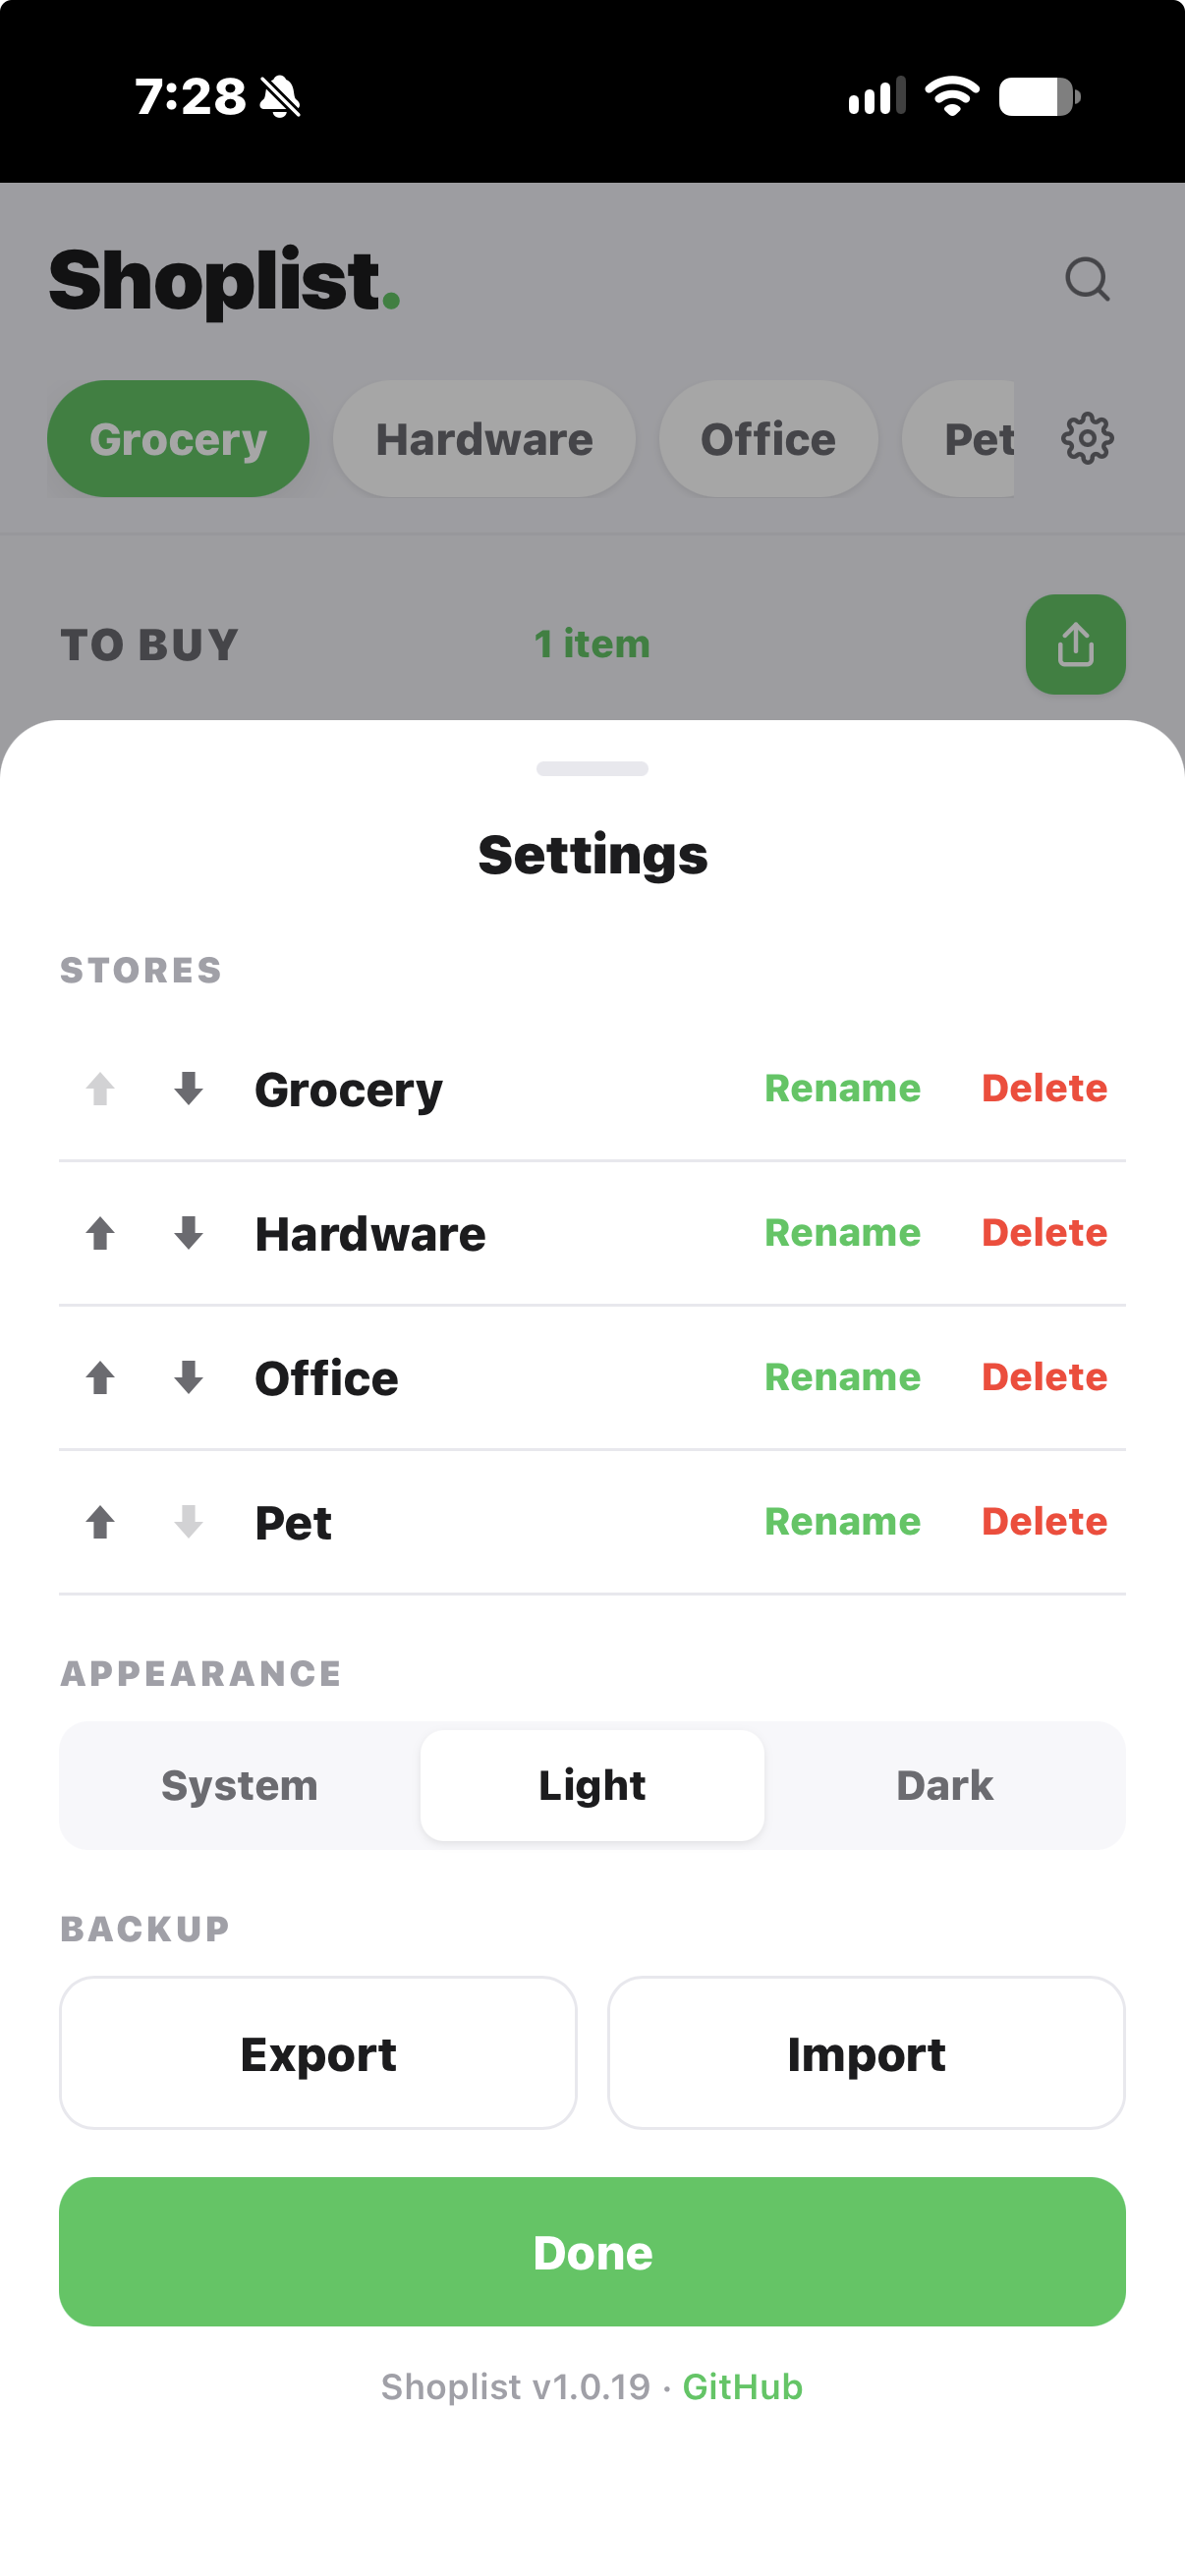 7:28
Shoplist.
Grocery Hardware Office Pet
TO BUY 1 item
Settings
STORES
Grocery Rename Delete
Hardware Rename Delete
Office Rename Delete
Pet Rename Delete
APPEARANCE
System Light Dark
BACKUP
Export Import
Done
Shoplist v1.0.19 · GitHub